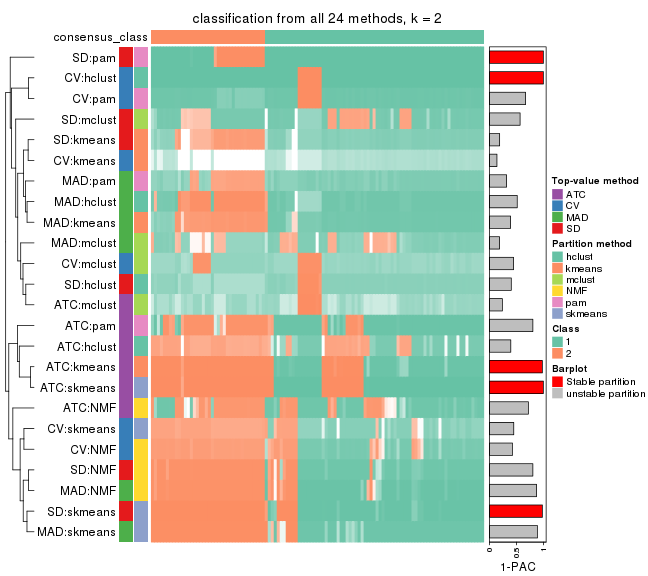 classification from all 24 methods, k = 2
consensus_class
SD:pam
CV:hclust
CV:pam
SD:mclust
SD:kmeans
CV:kmeans
MAD:pam
MAD:hclust
MAD:kmeans
MAD:mclust
CV:mclust
SD:hclust
ATC:mclust
ATC:pam
ATC:hclust
ATC:kmeans
ATC:skmeans
ATC:NMF
CV:skmeans
CV:NMF
SD:NMF
MAD:NMF
SD:skmeans
MAD:skmeans
0
0.5
1
1-PAC
Top-value method
ATC
CV
MAD
SD
Partition method
hclust
kmeans
mclust
NMF
pam
skmeans
Class
1
2
Barplot
Stable partition
unstable partition